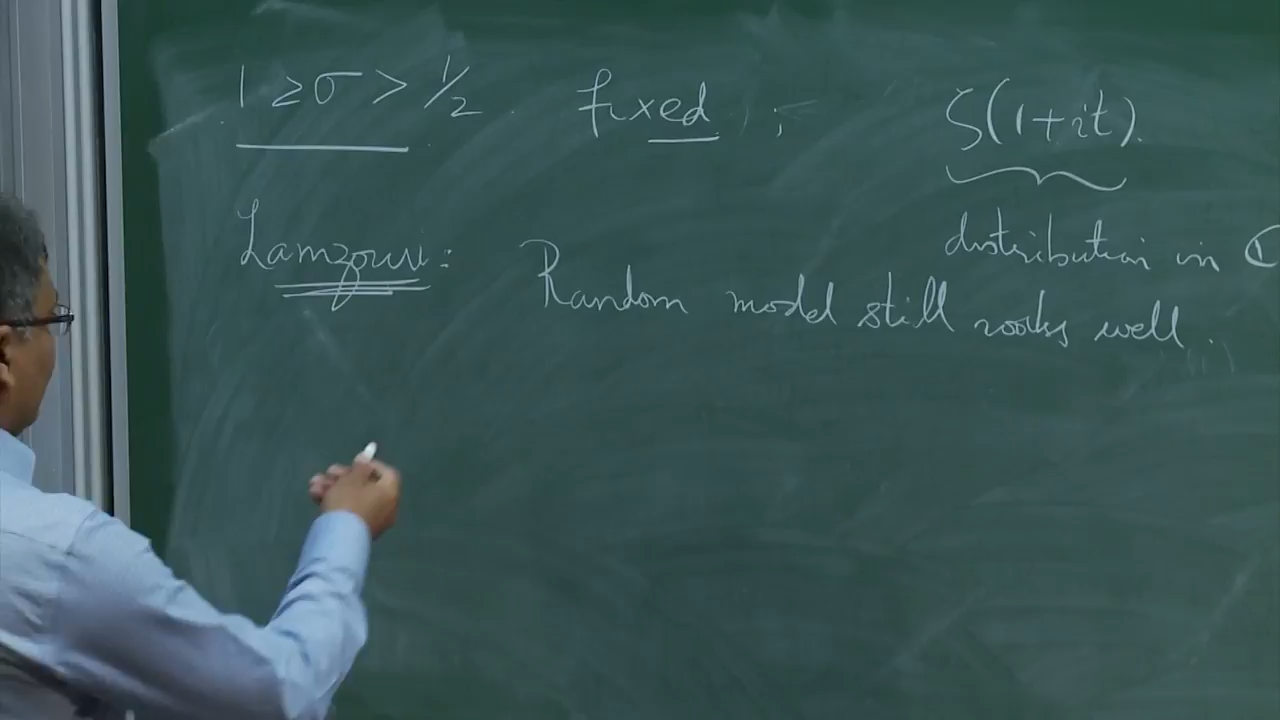 1 ≥ σ > 1/2 fixed ; ζ(1+it).
distribution in ℂ
Lamzouri: Random model still works well.